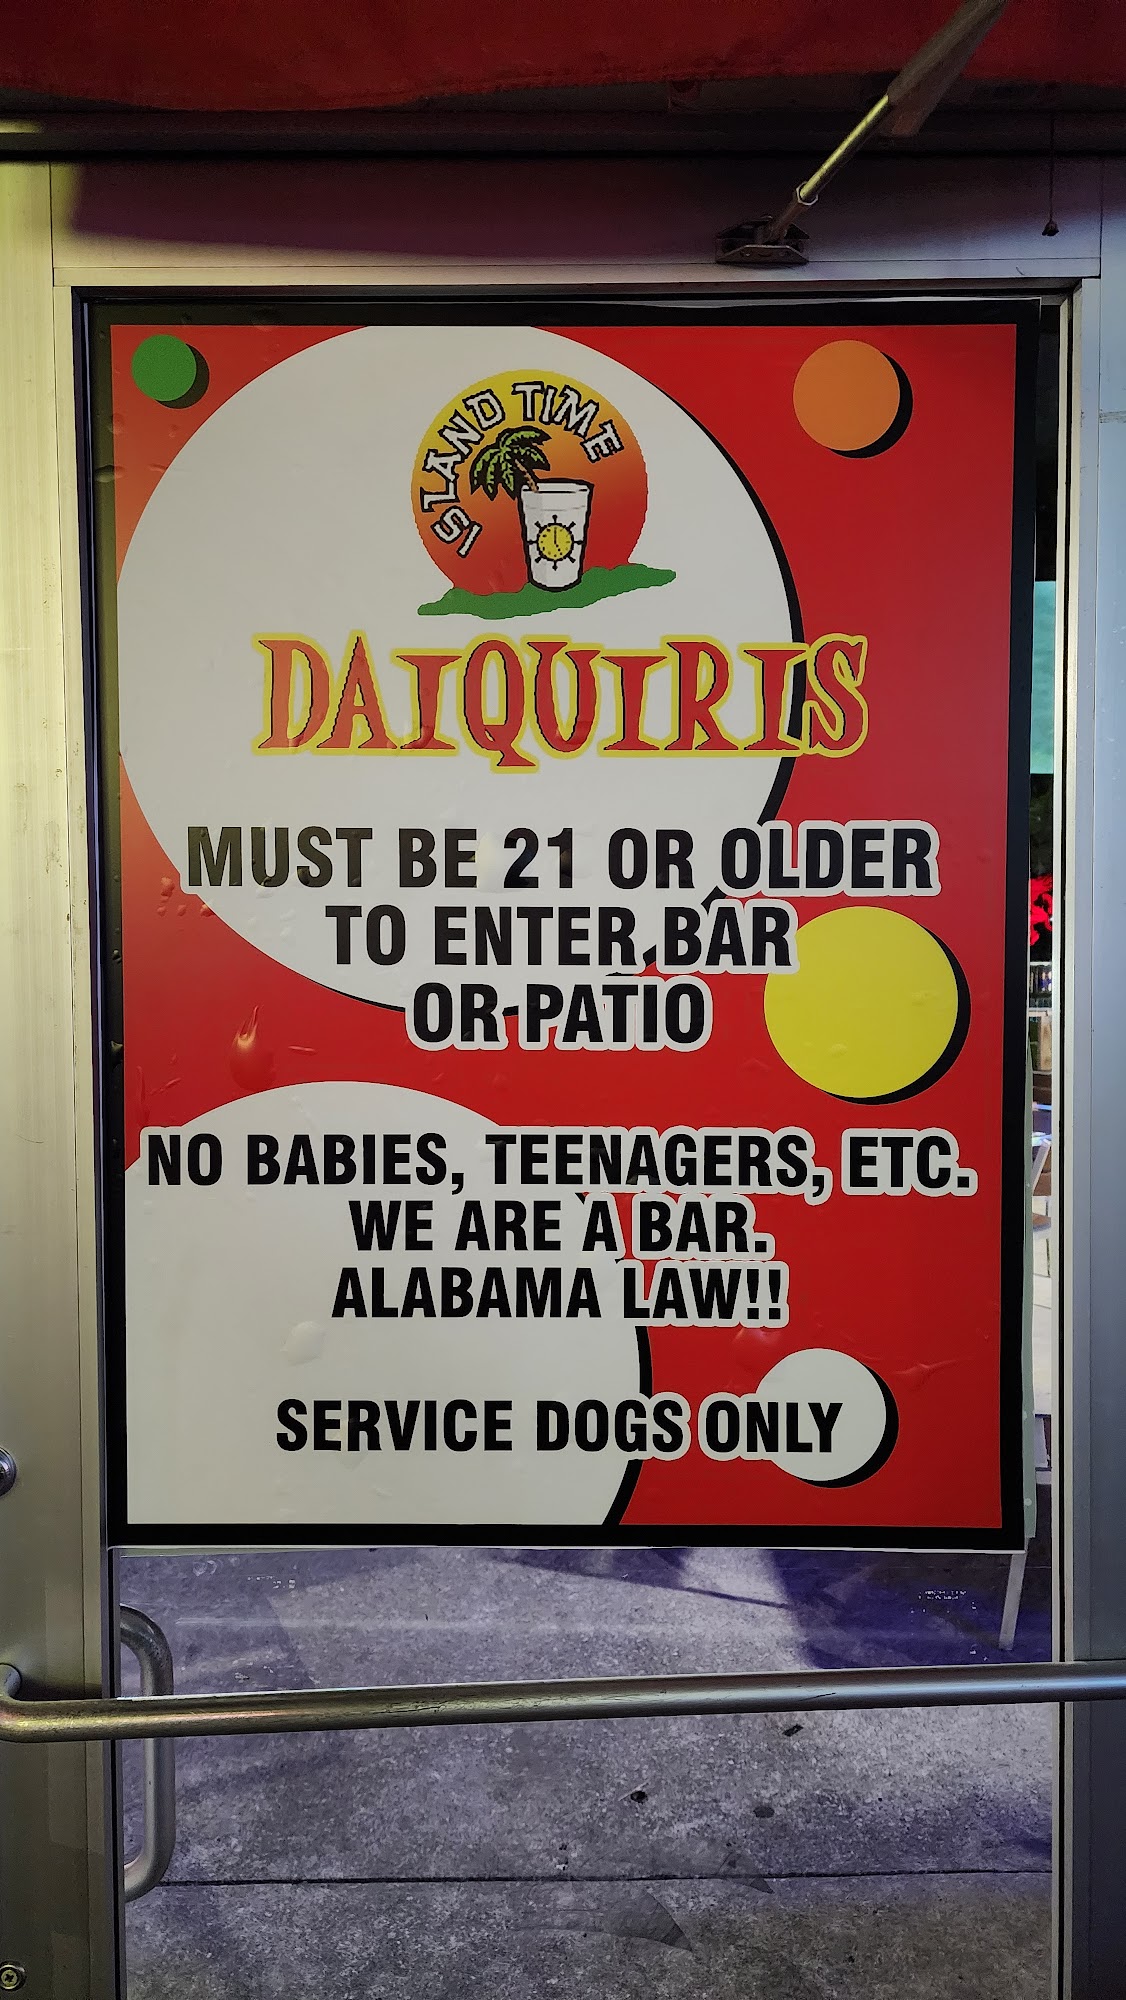 ISLAND TIME
DAIQUIRIS
MUST BE 21 OR OLDER
TO ENTER BAR
OR PATIO
NO BABIES, TEENAGERS, ETC.
WE ARE A BAR.
ALABAMA LAW!!
SERVICE DOGS ONLY